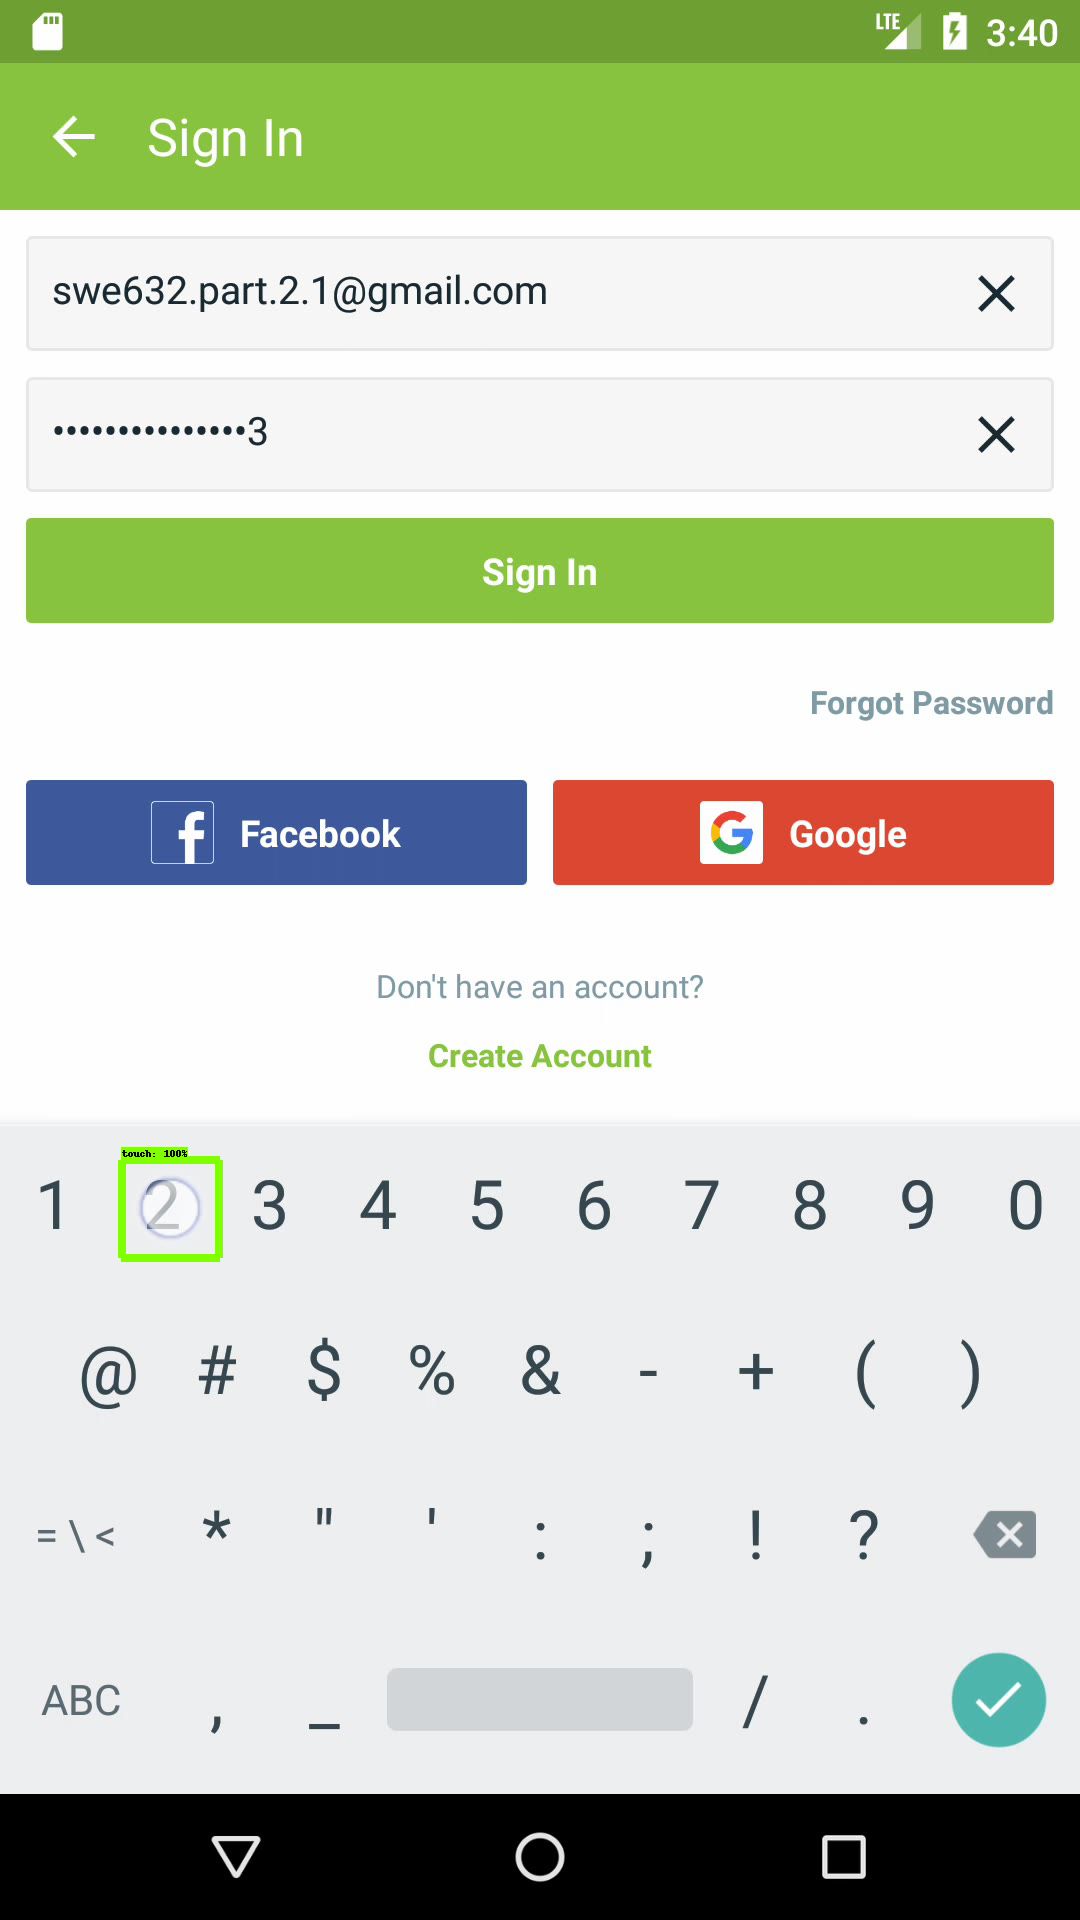 LTE 3:40
Sign In
swe632.part.2.1@gmail.com
•••••••••••••••3
Sign In
Forgot Password
Facebook Google
Don't have an account?
Create Account
touch: 100%
1 2 3 4 5 6 7 8 9 0
@ # $ % & - + ( )
= \ < * " ' : ; ! ?
ABC , _ / .